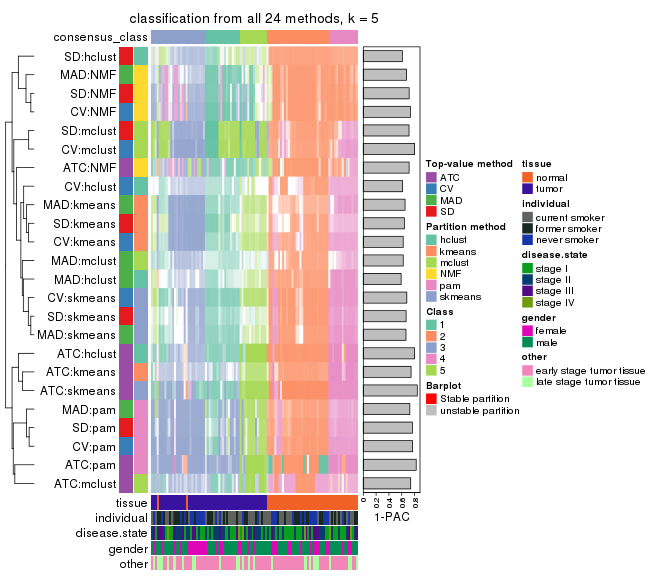 classification from all 24 methods, k = 5
consensus_class
SD:hclust
MAD:NMF
SD:NMF
CV:NMF
SD:mclust
CV:mclust
ATC:NMF
CV:hclust
MAD:kmeans
SD:kmeans
CV:kmeans
MAD:mclust
MAD:hclust
CV:skmeans
SD:skmeans
MAD:skmeans
ATC:hclust
ATC:kmeans
ATC:skmeans
MAD:pam
SD:pam
CV:pam
ATC:pam
ATC:mclust
tissue
individual
disease.state
gender
other
0
0.2
0.4
0.6
0.8
1-PAC
Top-value method
ATC
CV
MAD
SD
Partition method
hclust
kmeans
mclust
NMF
pam
skmeans
Class
1
2
3
4
5
Barplot
Stable partition
unstable partition
tissue
normal
tumor
individual
current smoker
former smoker
never smoker
disease.state
stage I
stage II
stage III
stage IV
gender
female
male
other
early stage tumor tissue
late stage tumor tissue